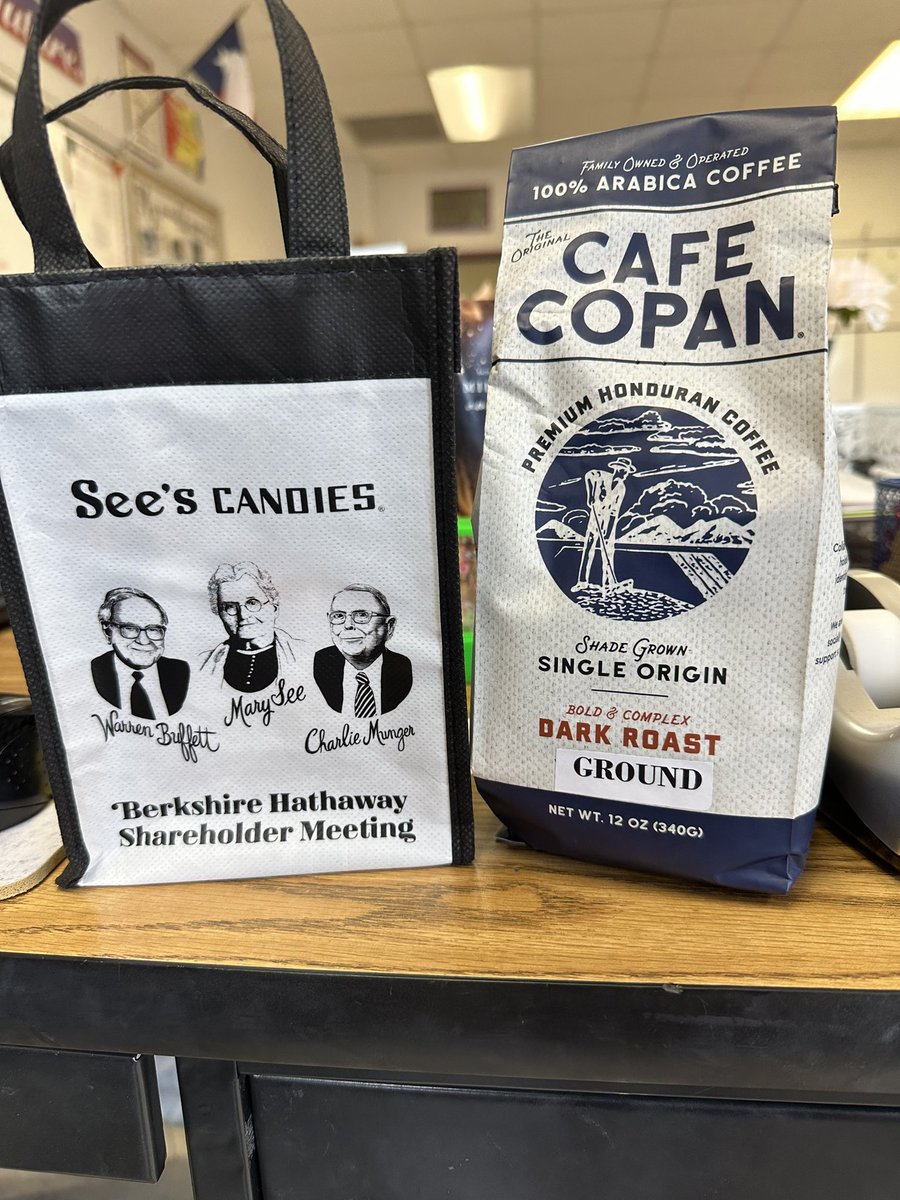 See's CANDIES®
Warren Buffett
Mary See
Charlie Munger
Berkshire Hathaway
Shareholder Meeting
FAMILY OWNED & OPERATED
100% ARABICA COFFEE
THE ORIGINAL
CAFE
COPAN®
PREMIUM HONDURAN COFFEE
SHADE GROWN
SINGLE ORIGIN
BOLD & COMPLEX
DARK ROAST
GROUND
NET WT. 12 OZ (340G)